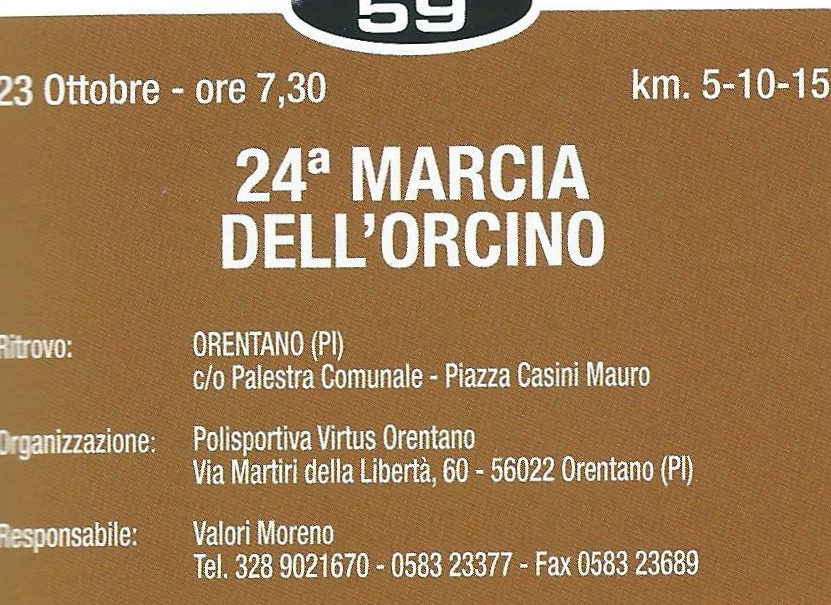 59
23 Ottobre - ore 7,30 km. 5-10-15
24ª MARCIA
DELL'ORCINO
Ritrovo: ORENTANO (PI)
c/o Palestra Comunale - Piazza Casini Mauro
Organizzazione: Polisportiva Virtus Orentano
Via Martiri della Libertà, 60 - 56022 Orentano (PI)
Responsabile: Valori Moreno
Tel. 328 9021670 - 0583 23377 - Fax 0583 23689